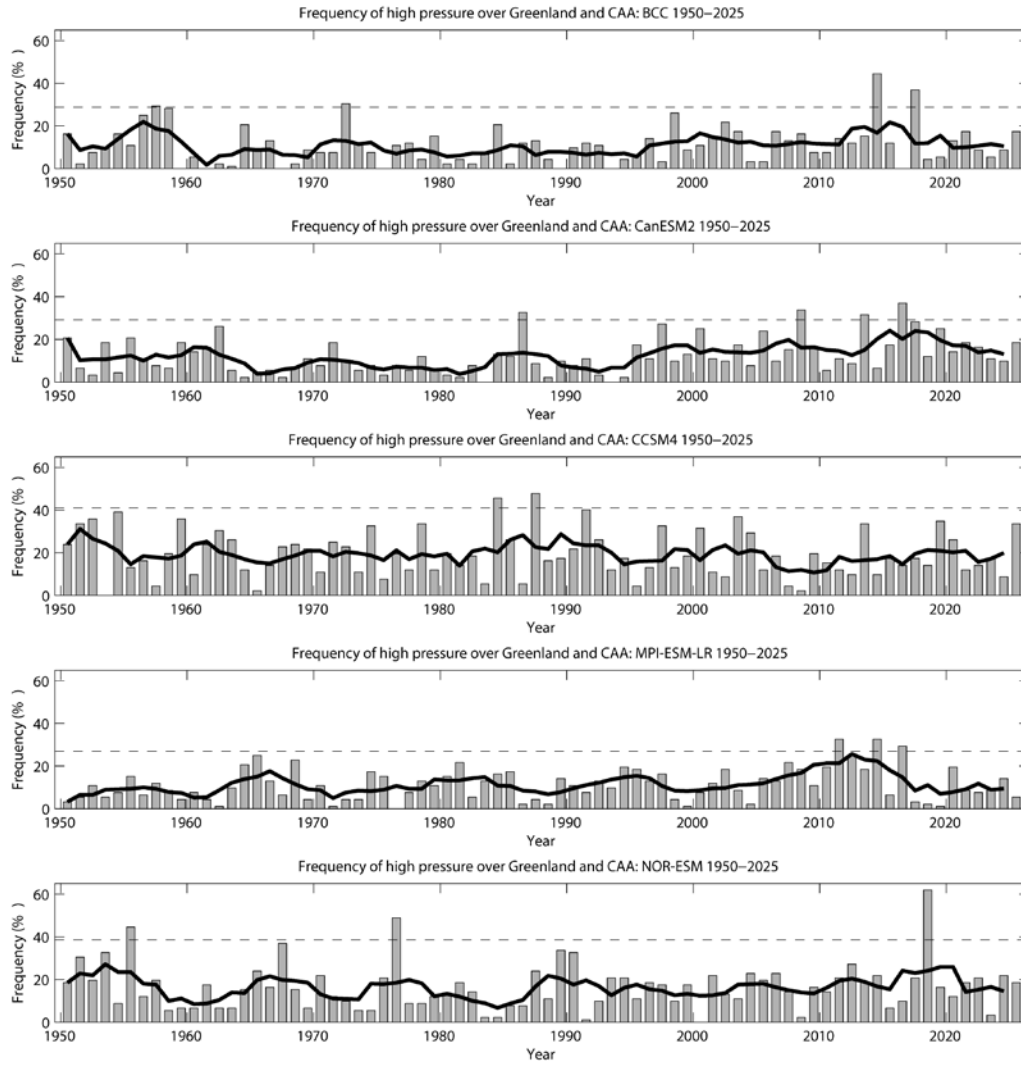 Frequency of high pressure over Greenland and CAA: BCC 1950−2025
Frequency (% )
60
40
20
0
1950 1960 1970 1980 1990 2000 2010 2020
Year
Frequency of high pressure over Greenland and CAA: CanESM2 1950−2025
Frequency (% )
60
40
20
0
1950 1960 1970 1980 1990 2000 2010 2020
Year
Frequency of high pressure over Greenland and CAA: CCSM4 1950−2025
Frequency (% )
60
40
20
0
1950 1960 1970 1980 1990 2000 2010 2020
Year
Frequency of high pressure over Greenland and CAA: MPI-ESM-LR 1950−2025
Frequency (% )
60
40
20
0
1950 1960 1970 1980 1990 2000 2010 2020
Year
Frequency of high pressure over Greenland and CAA: NOR-ESM 1950−2025
Frequency (% )
60
40
20
0
1950 1960 1970 1980 1990 2000 2010 2020
Year